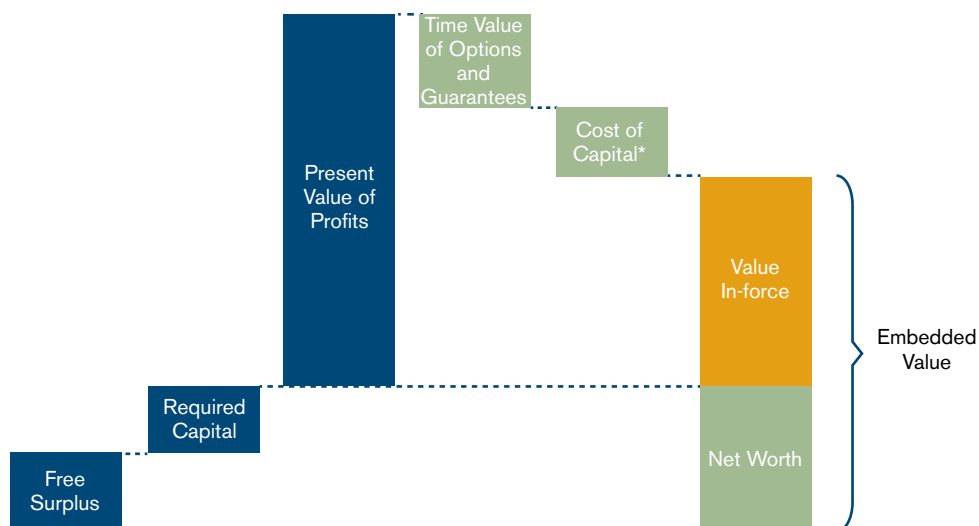 Time Value
of Options
and
Guarantees
Cost of
Capital*
Present
Value of
Profits
Value
In-force
Embedded
Value
Required
Capital
Net Worth
Free
Surplus